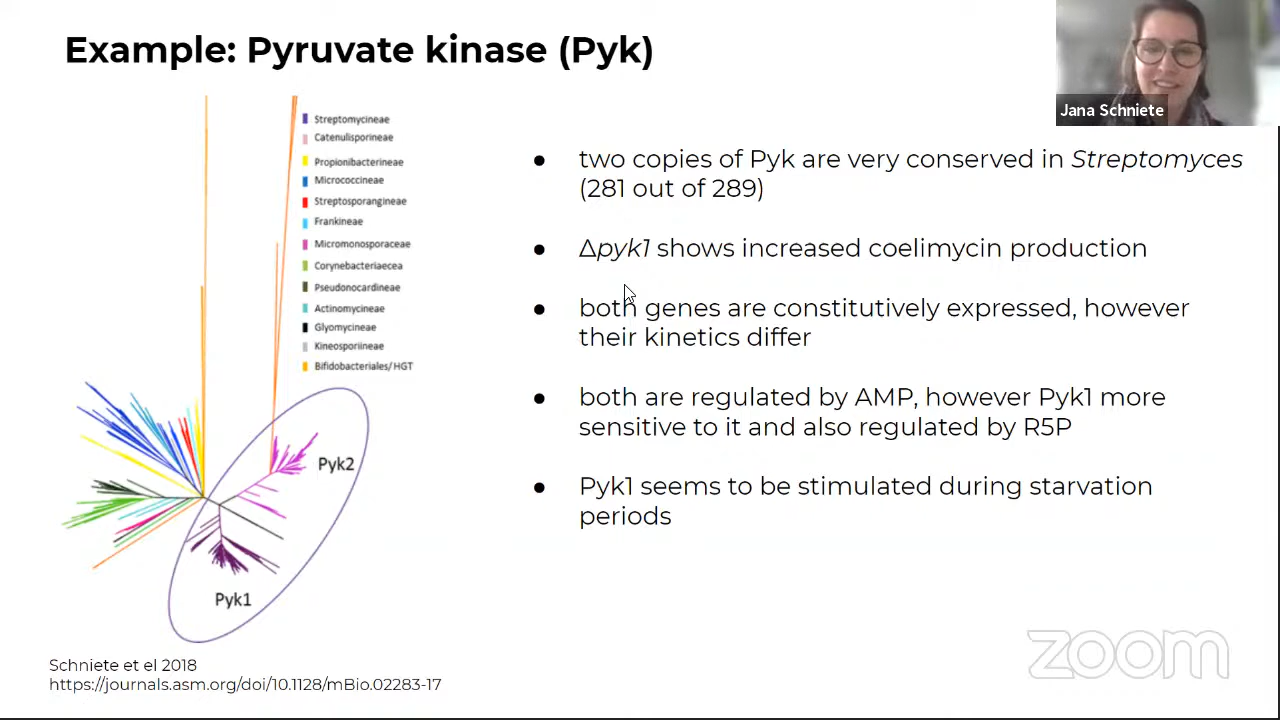 Example: Pyruvate kinase (Pyk)
Jana Schniete
Streptomycineae
Catenulisporineae
Propionibacterineae
Micrococcineae
Streptosporangineae
Frankineae
Micromonosporaceae
Corynebacteriaecea
Pseudonocardineae
Actinomycineae
Glyomycineae
Kineosporiineae
Bifidobacteriales/HGT
Pyk2
Pyk1
● two copies of Pyk are very conserved in Streptomyces
(281 out of 289)
● Δpyk1 shows increased coelimycin production
● both genes are constitutively expressed, however
their kinetics differ
● both are regulated by AMP, however Pyk1 more
sensitive to it and also regulated by R5P
● Pyk1 seems to be stimulated during starvation
periods
Schniete et el 2018
https://journals.asm.org/doi/10.1128/mBio.02283-17
zoom